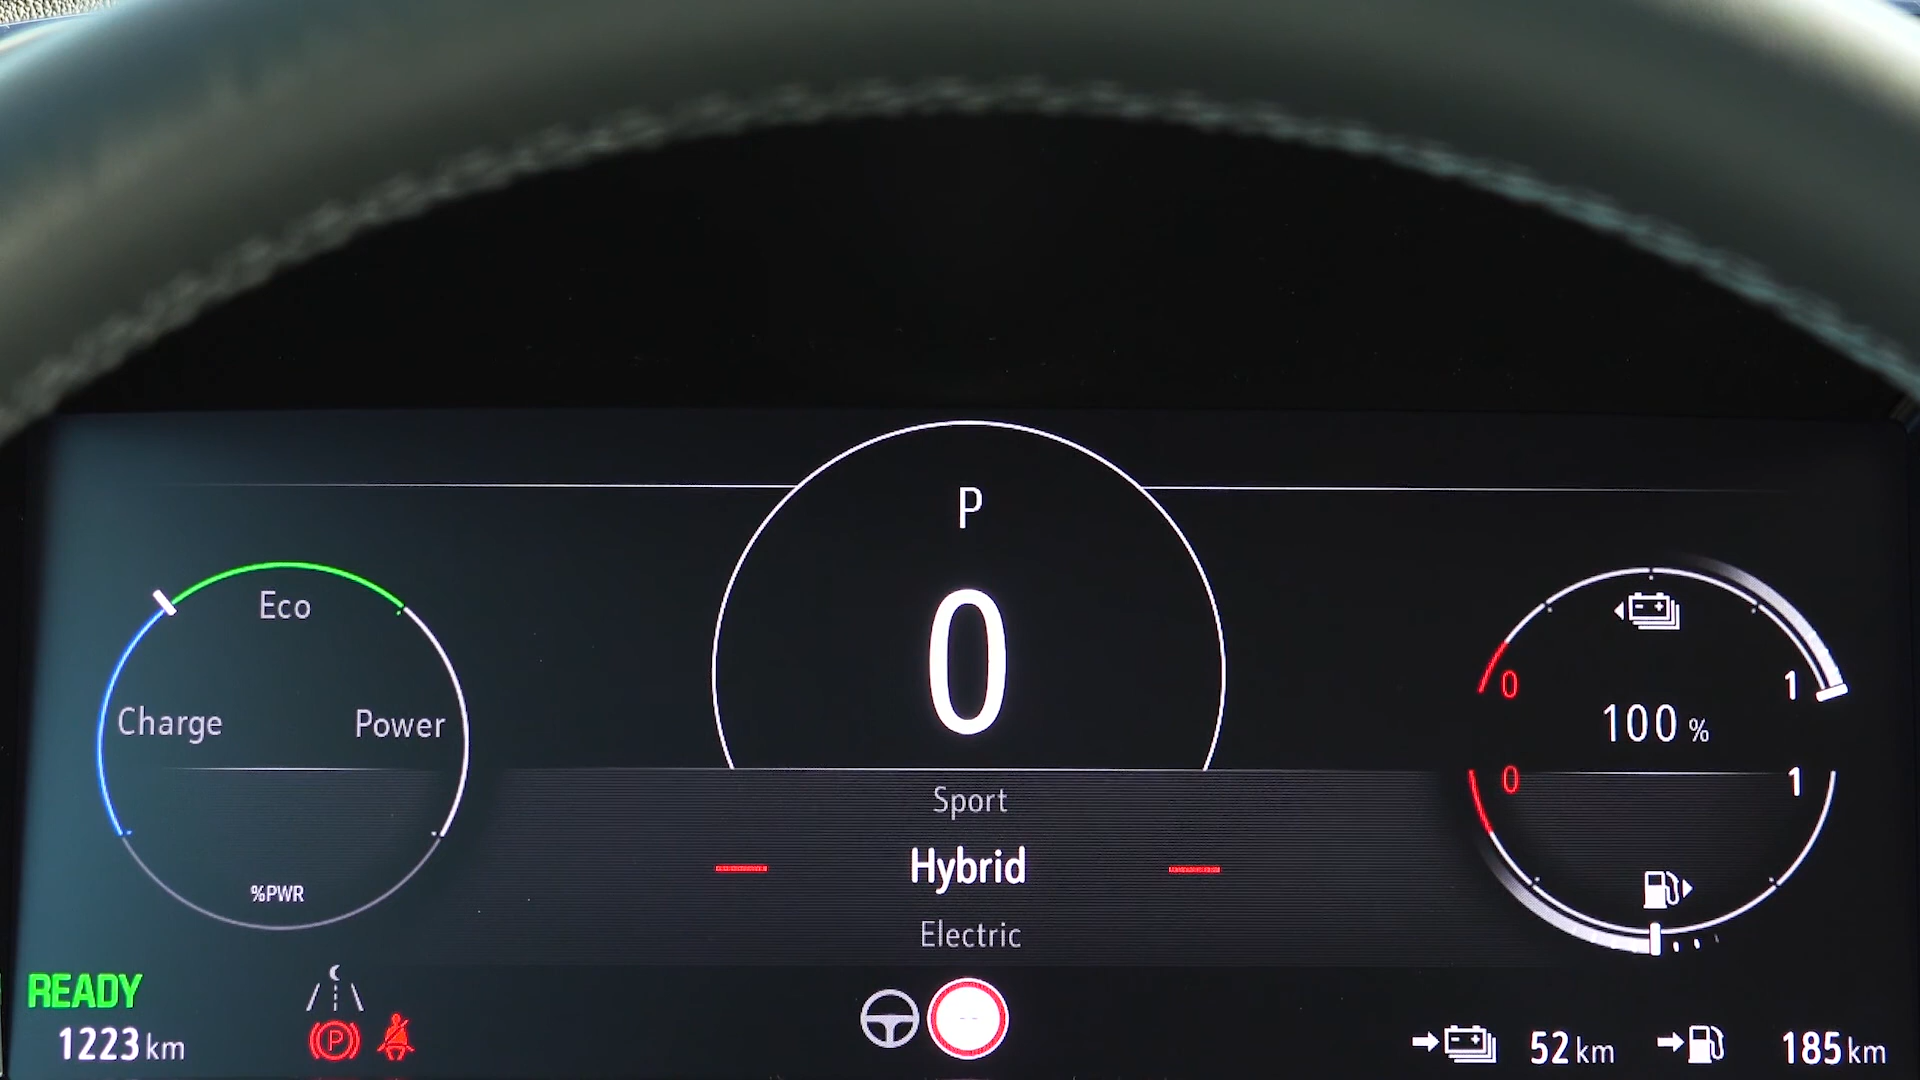 P
0
Eco
Charge
Power
%PWR
0
1
100 %
0
1
Sport
Hybrid
Electric
READY
1223 km
P
52 km
185 km